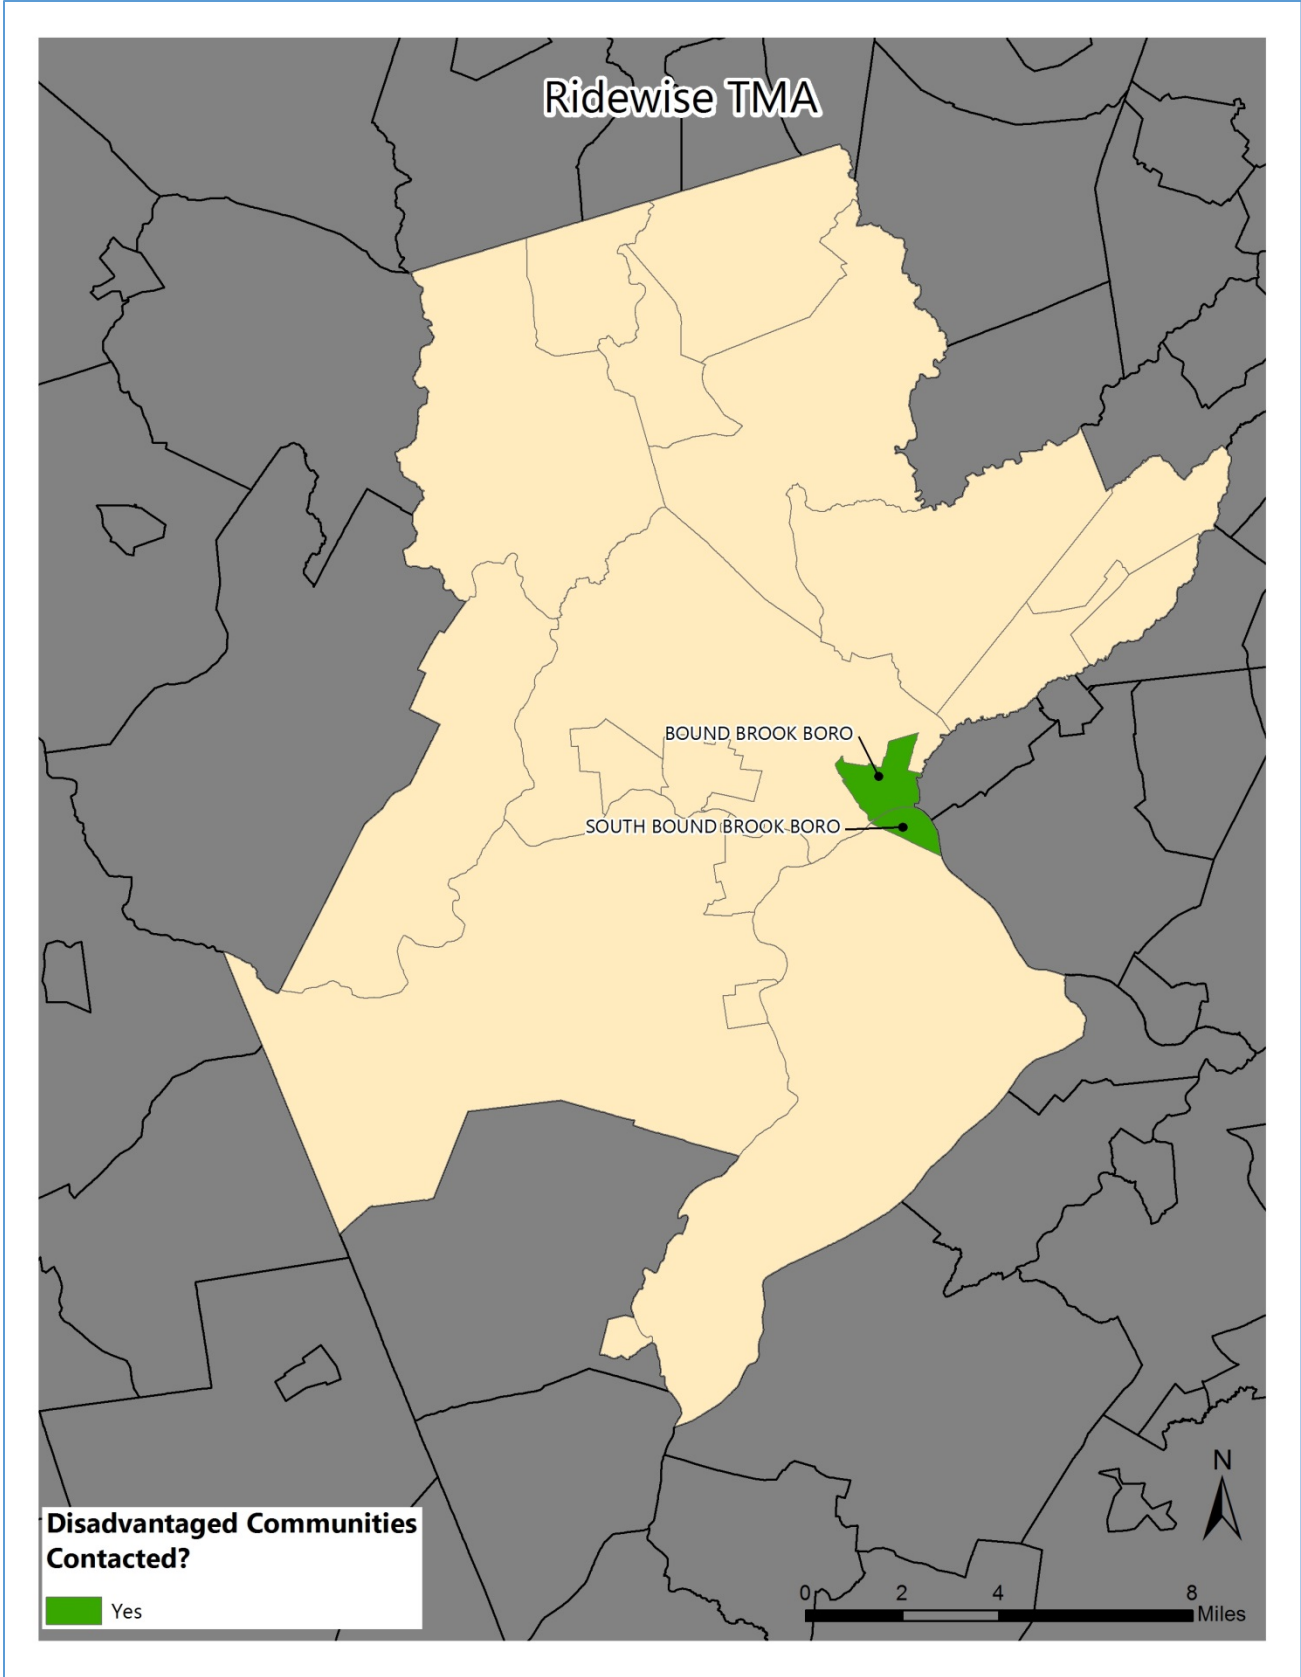 Ridewise TMA
BOUND BROOK BORO
SOUTH BOUND BROOK BORO
N
Disadvantaged Communities
Contacted?
Yes
0 2 4 8
Miles